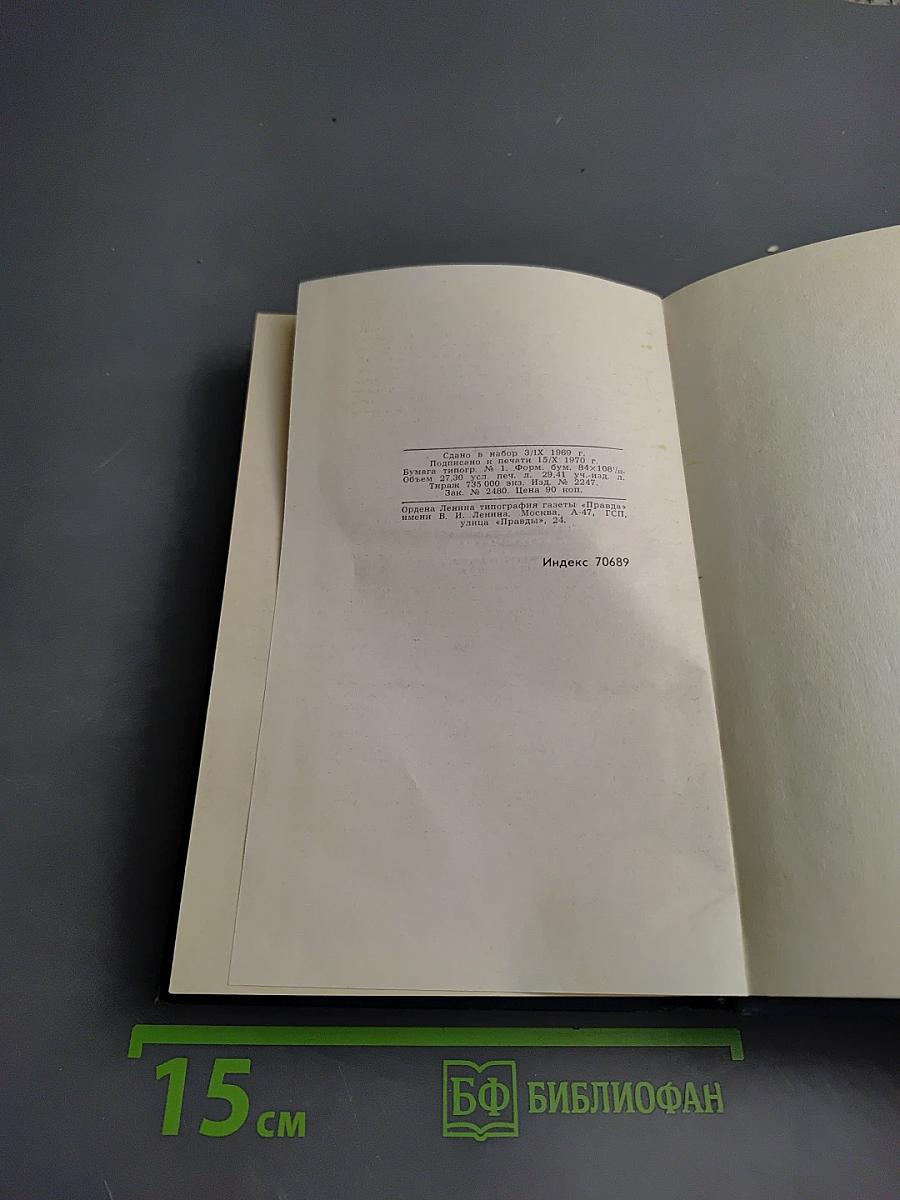 Сдано в набор 3/IX 1969 г.
Подписано к печати 15/X 1970 г.
Бумага типогр. № 1. Форм. бум. 84×108¹/₃₂.
Объем 27,30 усл. печ. л. 29,41 уч.-изд. л.
Тираж 735 000 экз. Изд. № 2247.
Зак. № 2480. Цена 90 коп.
Ордена Ленина типография газеты «Правда»
имени В. И. Ленина. Москва, А-47, ГСП,
улица «Правды», 24.
Индекс 70689
15 см
БФ БИБЛИОФАН